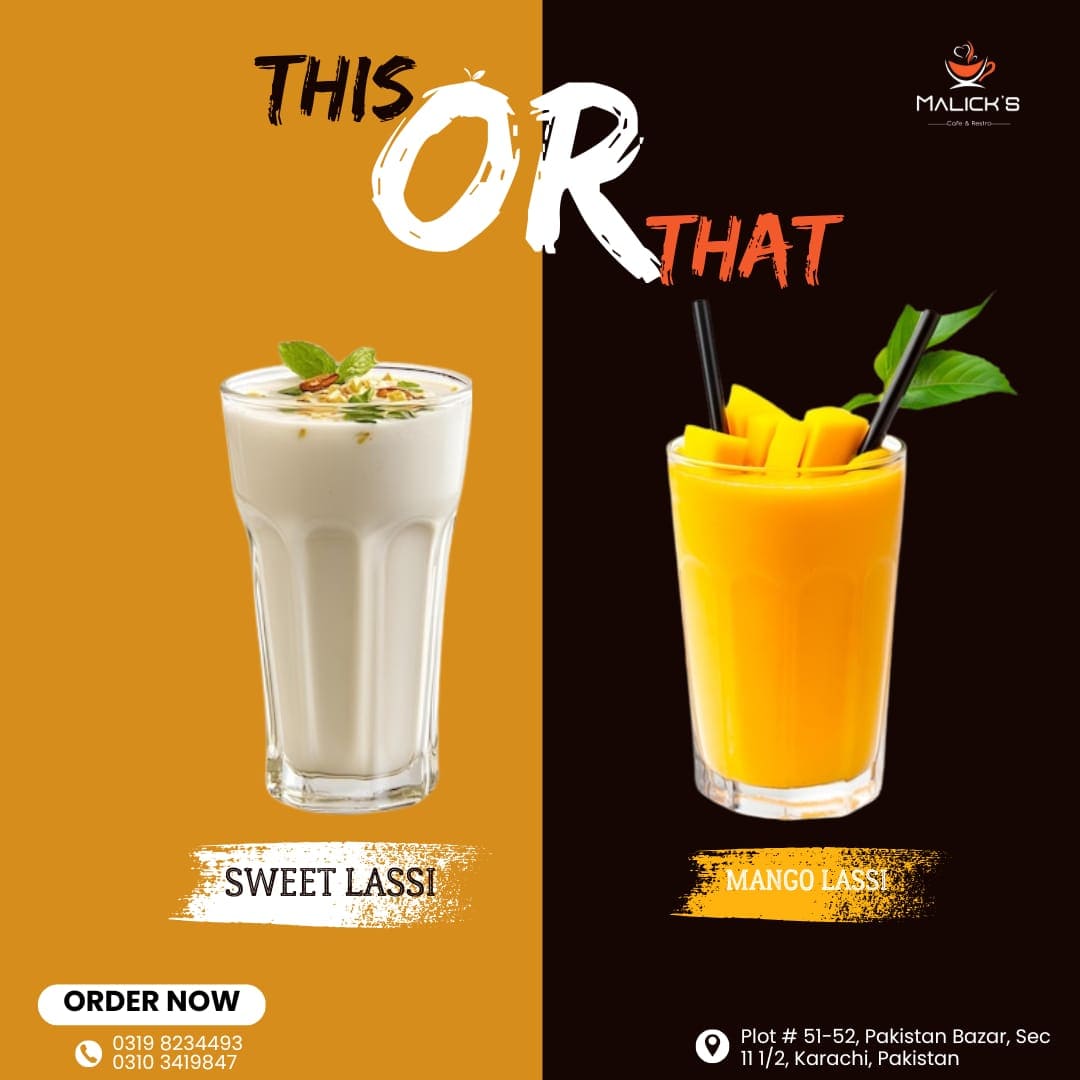 THIS
OR
THAT
MALICK'S
Cafe & Restro
SWEET LASSI
MANGO LASSI
ORDER NOW
0319 8234493
0310 3419847
Plot # 51-52, Pakistan Bazar, Sec
11 1/2, Karachi, Pakistan